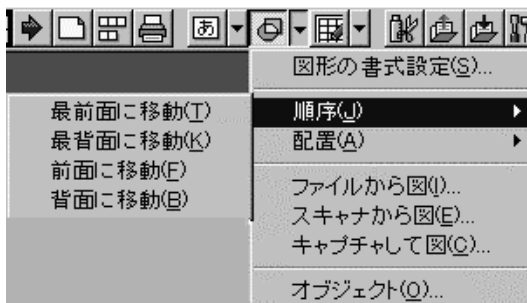 あ
図形の書式設定(S)...
順序(J)
配置(A)
最前面に移動(T)
最背面に移動(K)
前面に移動(F)
背面に移動(B)
ファイルから図(I)...
スキャナから図(E)...
キャプチャして図(C)...
オブジェクト(O)...